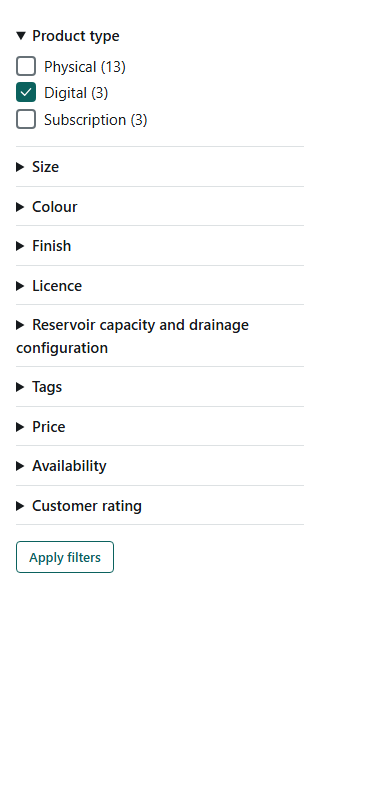 Product type
Physical (13)
Digital (3)
Subscription (3)
Size
Colour
Finish
Licence
Reservoir capacity and drainage
configuration
Tags
Price
Availability
Customer rating
Apply filters